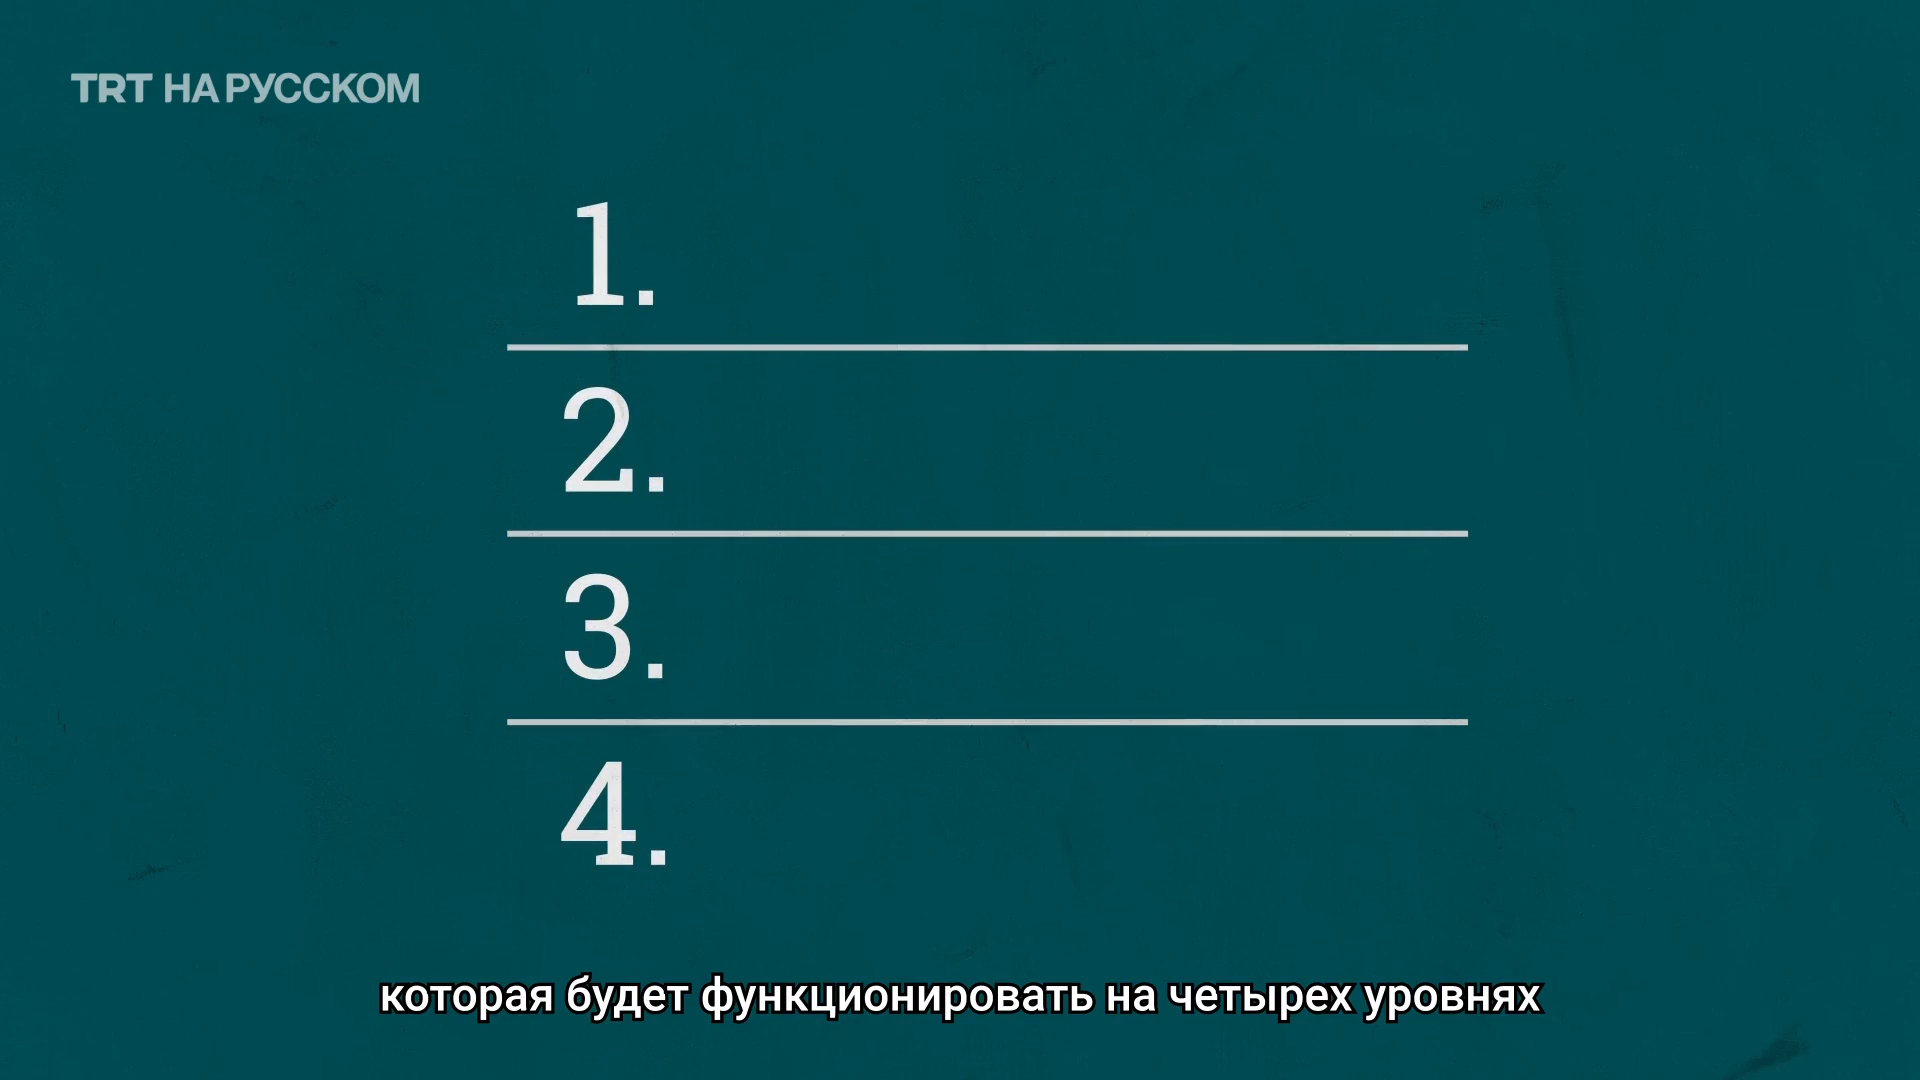 TRT НА РУССКОМ
1.
2.
3.
4.
которая будет функционировать на четырех уровнях